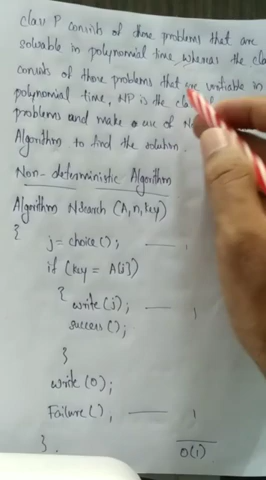 class P consists of those problems that are
solvable in polynomial time, whereas the cla
consists of those problems that are verifiable in
polynomial time, NP is the cla
problems and make a use of N
Algorithm to find the solution.
Non-deterministic Algorithm
Algorithm Ndsearch (A, n, key)
{
j = choice(); — 1
if (key = A[j])
{ write (j); — 1
success();
}
write (0);
Failure(), — 1
}. O(1)